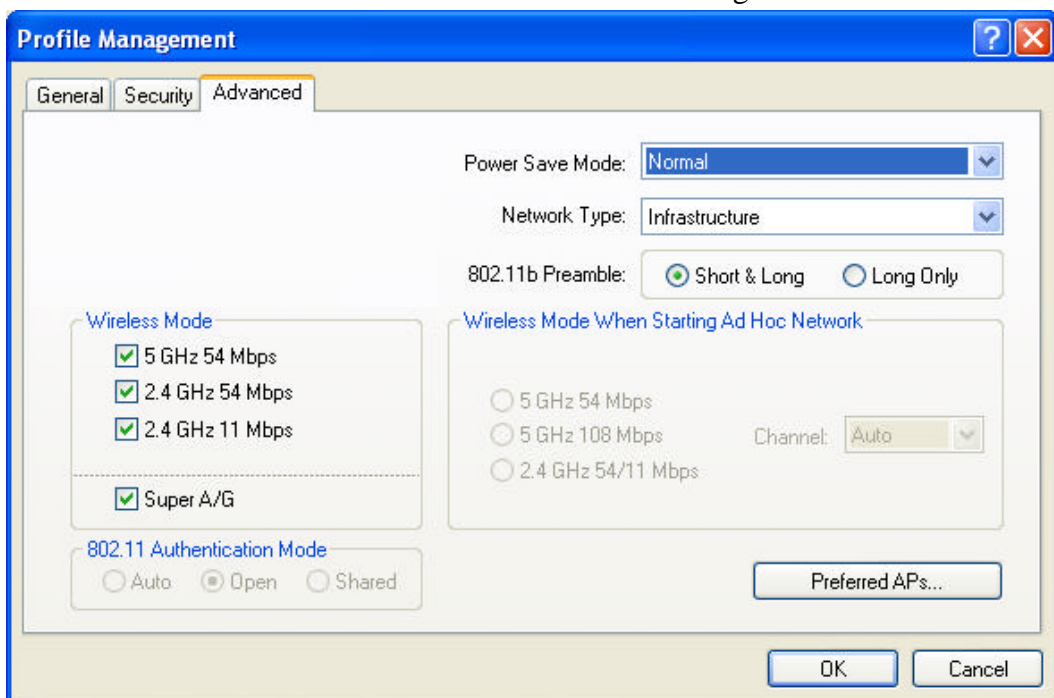 Profile Management
General Security Advanced
Power Save Mode: Normal
Network Type: Infrastructure
802.11b Preamble: Short & Long Long Only
Wireless Mode
5 GHz 54 Mbps
2.4 GHz 54 Mbps
2.4 GHz 11 Mbps
Super A/G
Wireless Mode When Starting Ad Hoc Network
5 GHz 54 Mbps
5 GHz 108 Mbps
2.4 GHz 54/11 Mbps
Channel: Auto
802.11 Authentication Mode
Auto Open Shared
Preferred APs...
OK Cancel